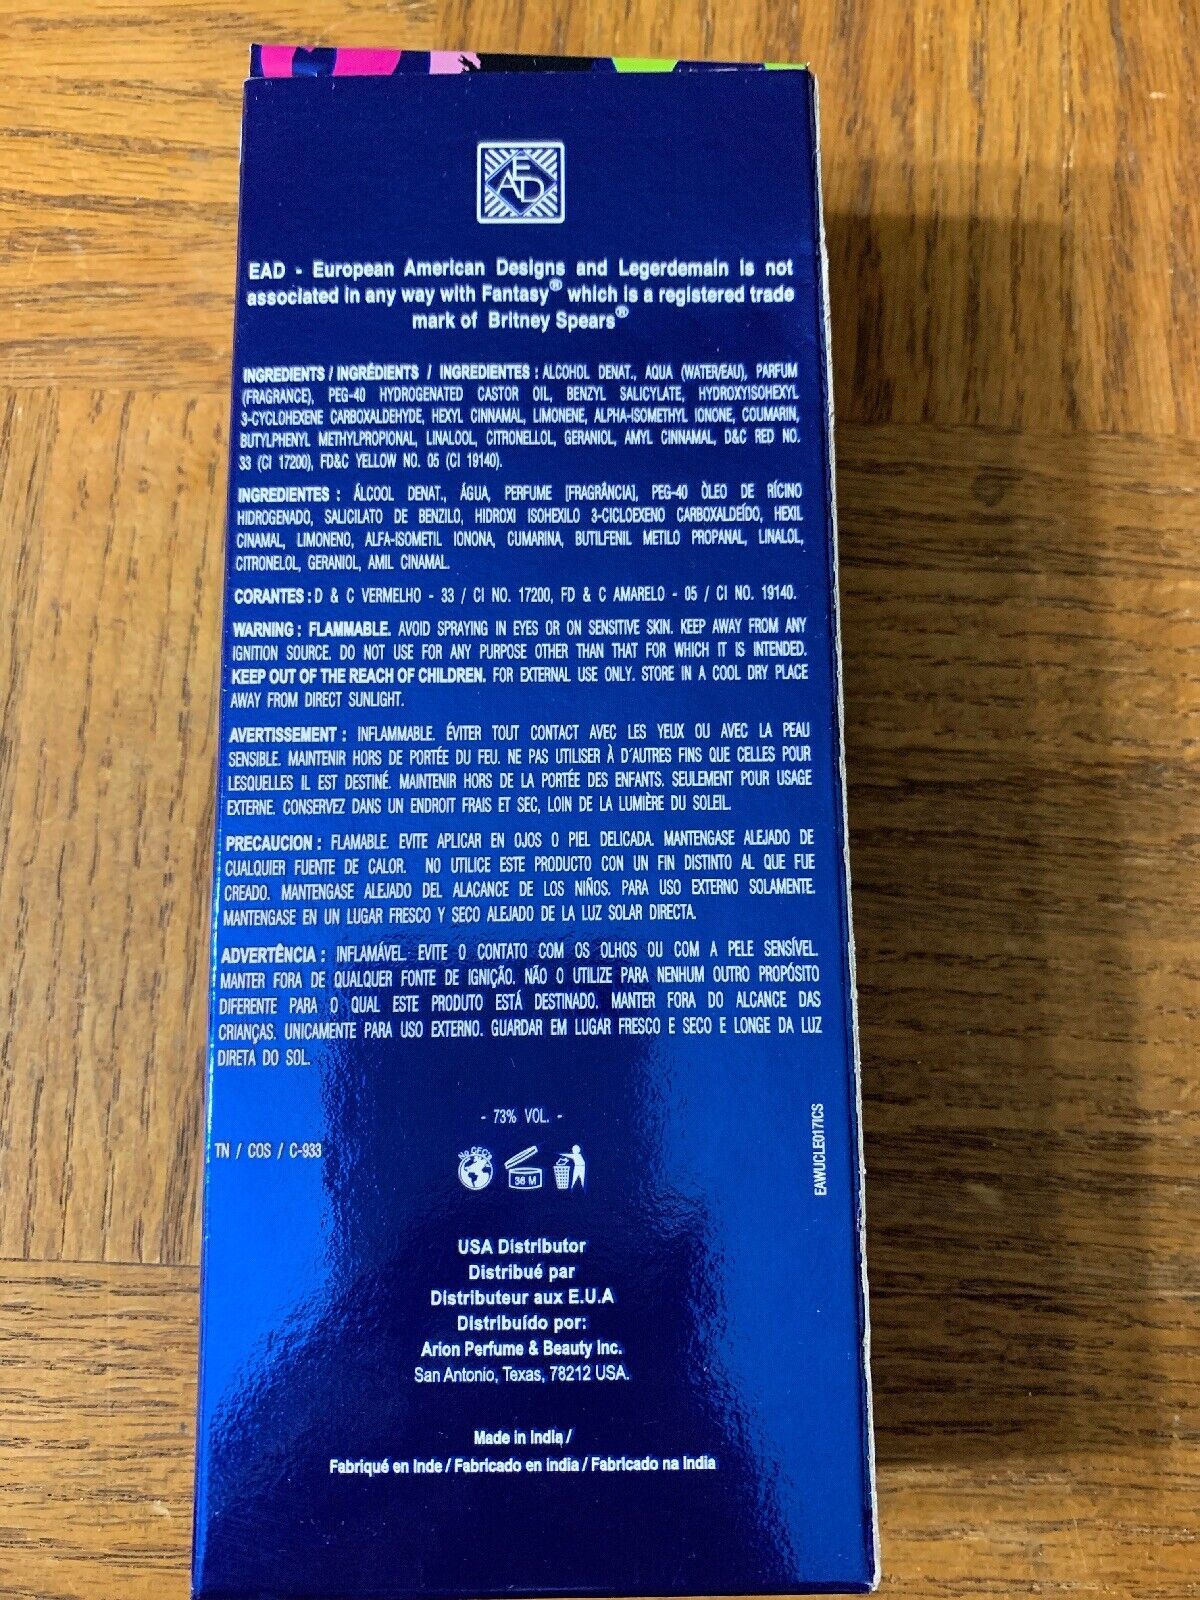 E
A D
EAD - European American Designs and Legerdemain is not
associated in any way with Fantasy® which is a registered trade
mark of Britney Spears®
INGREDIENTS / INGRÉDIENTS / INGREDIENTES : ALCOHOL DENAT., AQUA (WATER/EAU), PARFUM
(FRAGRANCE), PEG-40 HYDROGENATED CASTOR OIL, BENZYL SALICYLATE, HYDROXYISOHEXYL
3-CYCLOHEXENE CARBOXALDEHYDE, HEXYL CINNAMAL, LIMONENE, ALPHA-ISOMETHYL IONONE, COUMARIN,
BUTYLPHENYL METHYLPROPIONAL, LINALOOL, CITRONELLOL, GERANIOL, AMYL CINNAMAL, D&C RED NO.
33 (CI 17200), FD&C YELLOW NO. 05 (CI 19140).
INGREDIENTES : ÁLCOOL DENAT., ÁGUA, PERFUME [FRAGRÂNCIA], PEG-40 ÒLEO DE RÍCINO
HIDROGENADO, SALICILATO DE BENZILO, HIDROXI ISOHEXILO 3-CICLOEXENO CARBOXALDEÍDO, HEXIL
CINAMAL, LIMONENO, ALFA-ISOMETIL IONONA, CUMARINA, BUTILFENIL METILO PROPANAL, LINALOL,
CITRONELOL, GERANIOL, AMIL CINAMAL.
CORANTES : D & C VERMELHO - 33 / CI NO. 17200, FD & C AMARELO - 05 / CI NO. 19140.
WARNING : FLAMMABLE. AVOID SPRAYING IN EYES OR ON SENSITIVE SKIN. KEEP AWAY FROM ANY
IGNITION SOURCE. DO NOT USE FOR ANY PURPOSE OTHER THAN THAT FOR WHICH IT IS INTENDED.
KEEP OUT OF THE REACH OF CHILDREN. FOR EXTERNAL USE ONLY. STORE IN A COOL DRY PLACE
AWAY FROM DIRECT SUNLIGHT.
AVERTISSEMENT : INFLAMMABLE. ÉVITER TOUT CONTACT AVEC LES YEUX OU AVEC LA PEAU
SENSIBLE. MAINTENIR HORS DE PORTÉE DU FEU. NE PAS UTILISER À D´AUTRES FINS QUE CELLES POUR
LESQUELLES IL EST DESTINÉ. MAINTENIR HORS DE LA PORTÉE DES ENFANTS. SEULEMENT POUR USAGE
EXTERNE. CONSERVEZ DANS UN ENDROIT FRAIS ET SEC, LOIN DE LA LUMIÈRE DU SOLEIL.
PRECAUCION : FLAMABLE. EVITE APLICAR EN OJOS O PIEL DELICADA. MANTENGASE ALEJADO DE
CUALQUIER FUENTE DE CALOR. NO UTILICE ESTE PRODUCTO CON UN FIN DISTINTO AL QUE FUE
CREADO. MANTENGASE ALEJADO DEL ALACANCE DE LOS NIÑOS. PARA USO EXTERNO SOLAMENTE.
MANTENGASE EN UN LUGAR FRESCO Y SECO ALEJADO DE LA LUZ SOLAR DIRECTA.
ADVERTÊNCIA : INFLAMÁVEL. EVITE O CONTATO COM OS OLHOS OU COM A PELE SENSÍVEL.
MANTER FORA DE QUALQUER FONTE DE IGNIÇÃO. NÃO O UTILIZE PARA NENHUM OUTRO PROPÓSITO
DIFERENTE PARA O QUAL ESTE PRODUTO ESTÁ DESTINADO. MANTER FORA DO ALCANCE DAS
CRIANÇAS. UNICAMENTE PARA USO EXTERNO. GUARDAR EM LUGAR FRESCO E SECO E LONGE DA LUZ
DIRETA DO SOL.
- 73% VOL. -
TN / COS / C-933
No CFCs
36 M
EAWUCLE017ICS
USA Distributor
Distribué par
Distributeur aux E.U.A
Distribuído por:
Arion Perfume & Beauty Inc.
San Antonio, Texas, 78212 USA.
Made in India /
Fabriqué en Inde / Fabricado en india / Fabricado na India